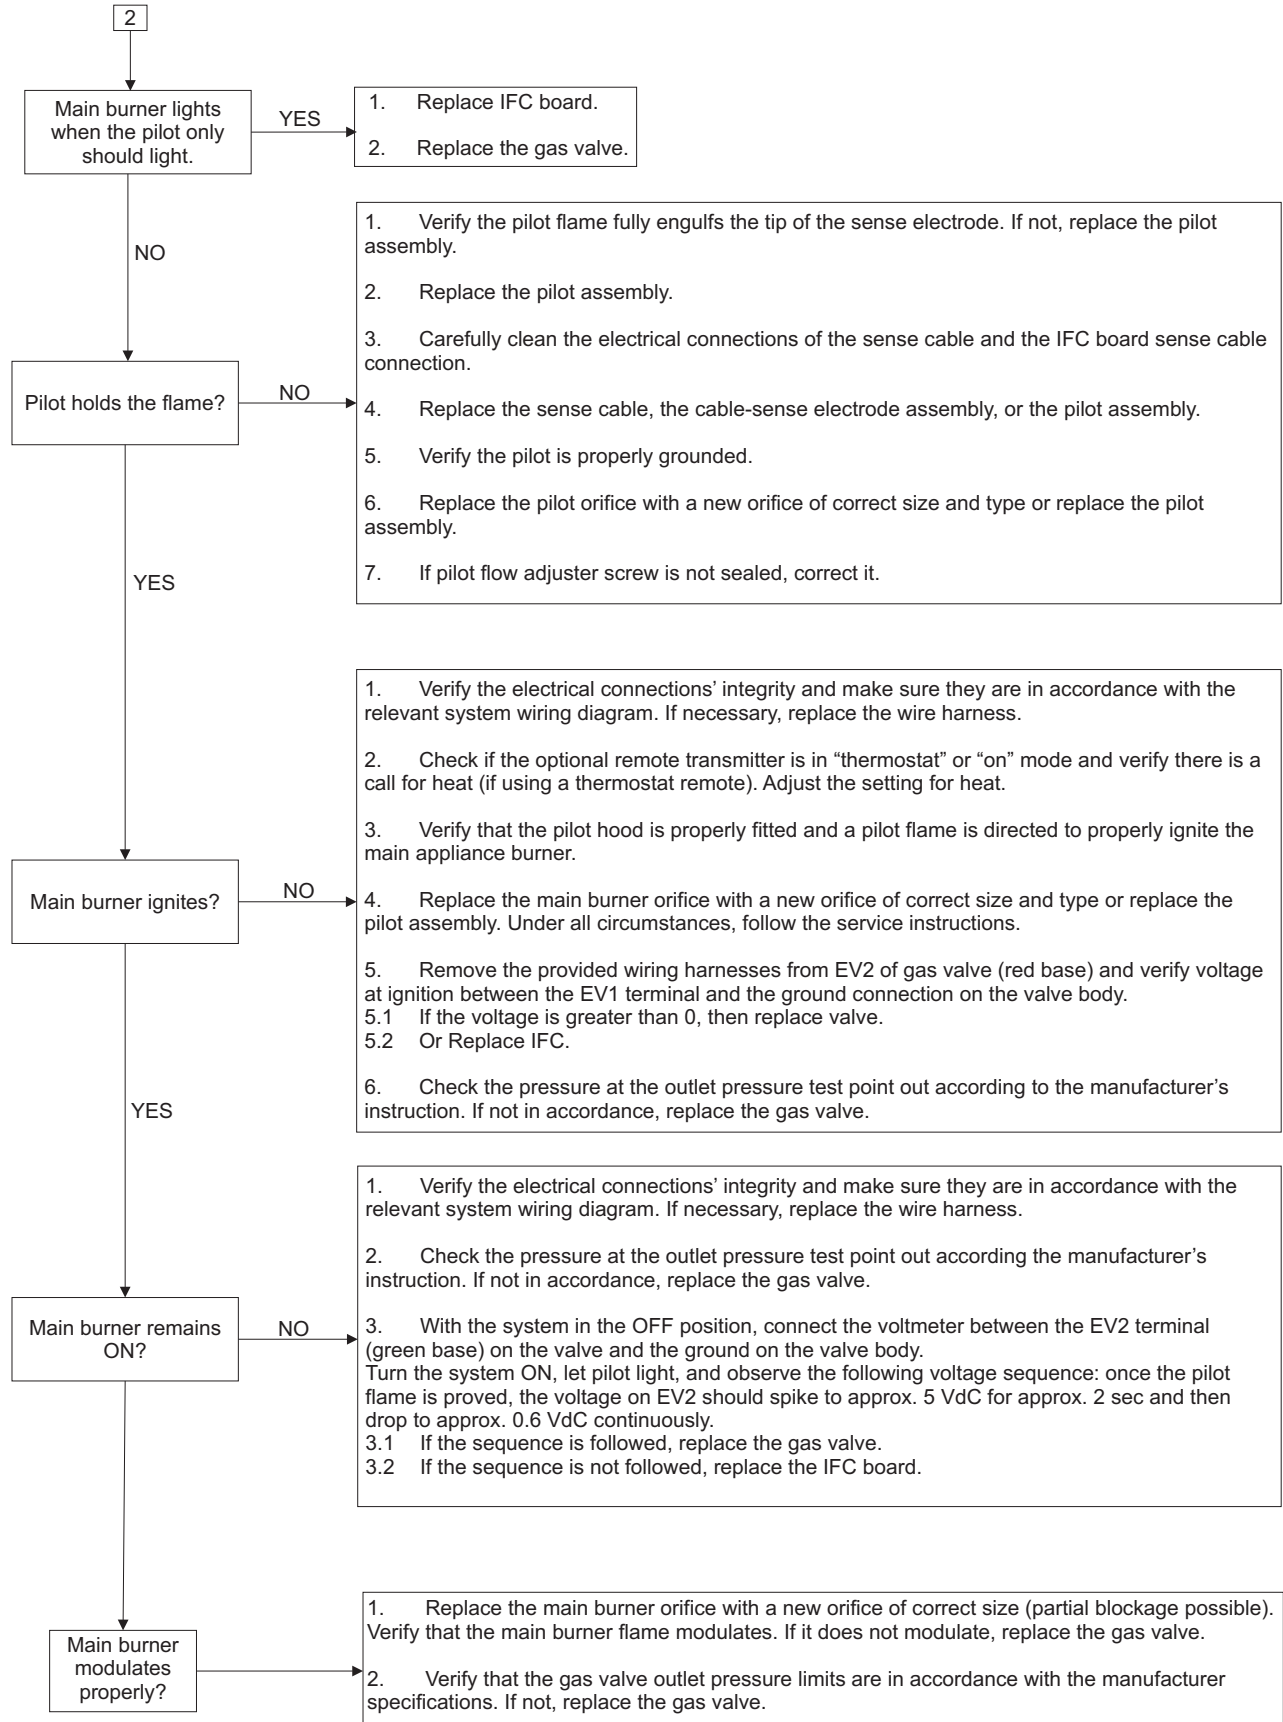 2
Main burner lights
when the pilot only
should light.
YES
1. Replace IFC board.
2. Replace the gas valve.
NO
1. Verify the pilot flame fully engulfs the tip of the sense electrode. If not, replace the pilot
assembly.
2. Replace the pilot assembly.
3. Carefully clean the electrical connections of the sense cable and the IFC board sense cable
connection.
4. Replace the sense cable, the cable-sense electrode assembly, or the pilot assembly.
5. Verify the pilot is properly grounded.
6. Replace the pilot orifice with a new orifice of correct size and type or replace the pilot
assembly.
7. If pilot flow adjuster screw is not sealed, correct it.
Pilot holds the flame?
NO
YES
1. Verify the electrical connections’ integrity and make sure they are in accordance with the
relevant system wiring diagram. If necessary, replace the wire harness.
2. Check if the optional remote transmitter is in “thermostat” or “on” mode and verify there is a
call for heat (if using a thermostat remote). Adjust the setting for heat.
3. Verify that the pilot hood is properly fitted and a pilot flame is directed to properly ignite the
main appliance burner.
4. Replace the main burner orifice with a new orifice of correct size and type or replace the
pilot assembly. Under all circumstances, follow the service instructions.
5. Remove the provided wiring harnesses from EV2 of gas valve (red base) and verify voltage
at ignition between the EV1 terminal and the ground connection on the valve body.
5.1 If the voltage is greater than 0, then replace valve.
5.2 Or Replace IFC.
6. Check the pressure at the outlet pressure test point out according to the manufacturer’s
instruction. If not in accordance, replace the gas valve.
Main burner ignites?
NO
YES
1. Verify the electrical connections’ integrity and make sure they are in accordance with the
relevant system wiring diagram. If necessary, replace the wire harness.
2. Check the pressure at the outlet pressure test point out according the manufacturer’s
instruction. If not in accordance, replace the gas valve.
3. With the system in the OFF position, connect the voltmeter between the EV2 terminal
(green base) on the valve and the ground on the valve body.
Turn the system ON, let pilot light, and observe the following voltage sequence: once the pilot
flame is proved, the voltage on EV2 should spike to approx. 5 VdC for approx. 2 sec and then
drop to approx. 0.6 VdC continuously.
3.1 If the sequence is followed, replace the gas valve.
3.2 If the sequence is not followed, replace the IFC board.
Main burner remains
ON?
NO
1. Replace the main burner orifice with a new orifice of correct size (partial blockage possible).
Verify that the main burner flame modulates. If it does not modulate, replace the gas valve.
2. Verify that the gas valve outlet pressure limits are in accordance with the manufacturer
specifications. If not, replace the gas valve.
Main burner
modulates
properly?